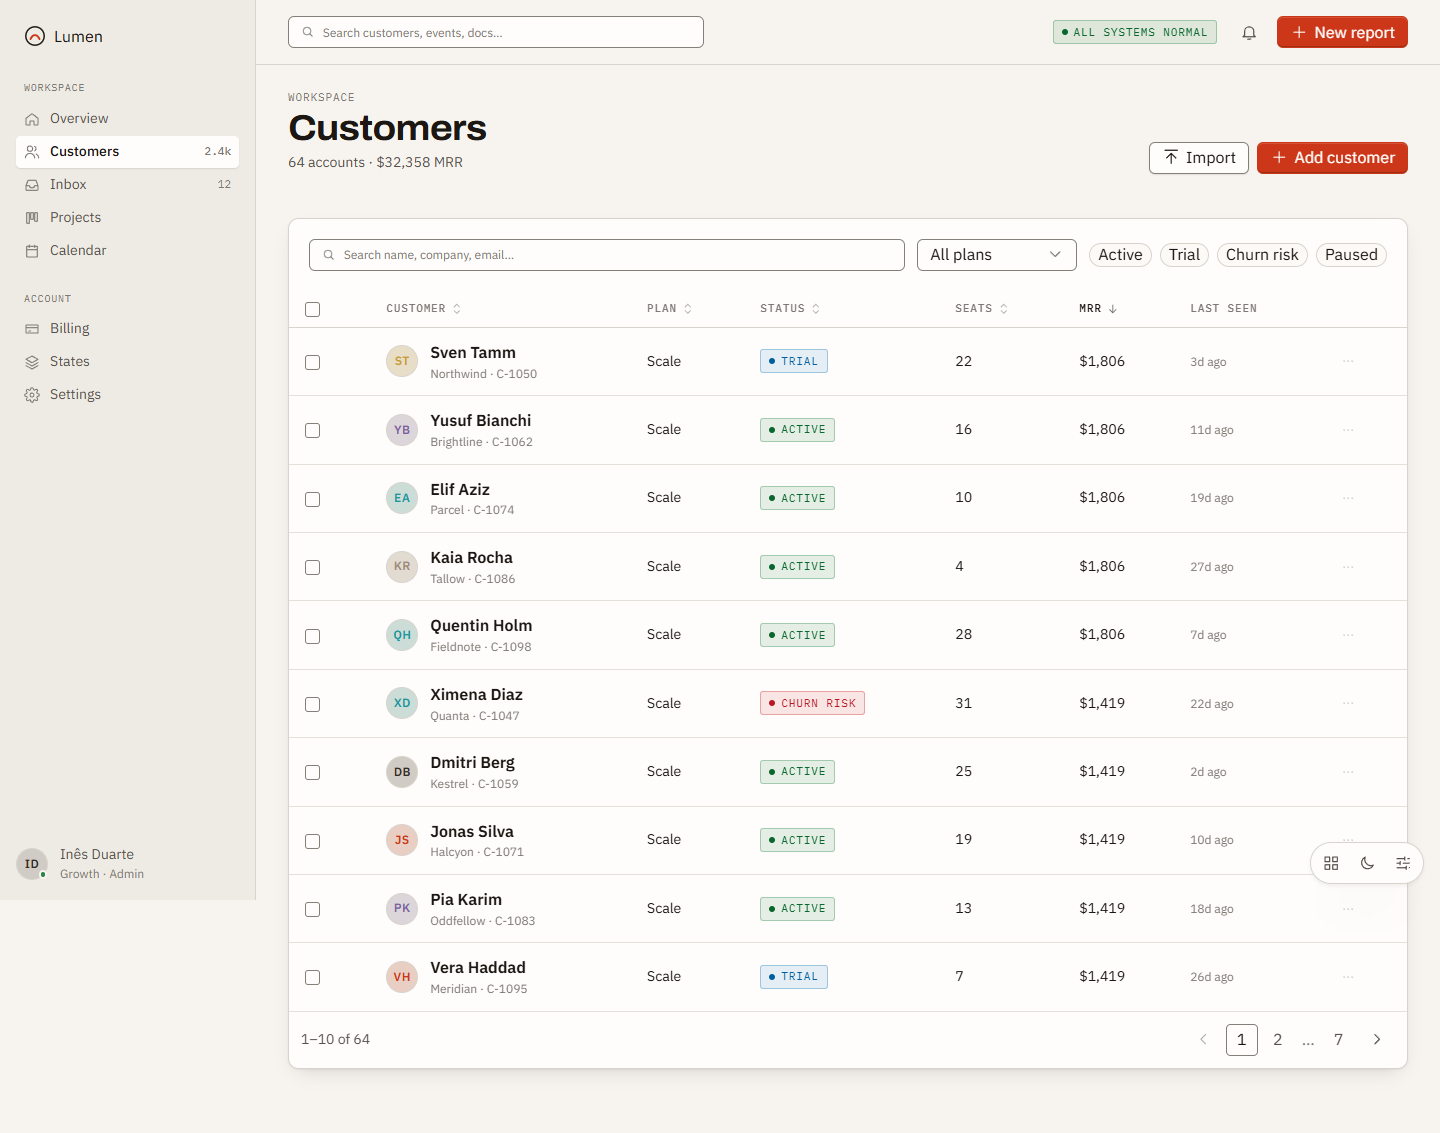 Lumen
WORKSPACE
Overview
Customers 2.4k
Inbox 12
Projects
Calendar
ACCOUNT
Billing
States
Settings
ID Inês Duarte
Growth · Admin
Search customers, events, docs...
ALL SYSTEMS NORMAL
New report
WORKSPACE
Customers
64 accounts · $32,358 MRR
Import
Add customer
Search name, company, email...
All plans
Active Trial Churn risk Paused
CUSTOMER PLAN STATUS SEATS MRR LAST SEEN
ST Sven Tamm Scale TRIAL 22 $1,806 3d ago ...
Northwind · C-1050
YB Yusuf Bianchi Scale ACTIVE 16 $1,806 11d ago ...
Brightline · C-1062
EA Elif Aziz Scale ACTIVE 10 $1,806 19d ago ...
Parcel · C-1074
KR Kaia Rocha Scale ACTIVE 4 $1,806 27d ago ...
Tallow · C-1086
QH Quentin Holm Scale ACTIVE 28 $1,806 7d ago ...
Fieldnote · C-1098
XD Ximena Diaz Scale CHURN RISK 31 $1,419 22d ago ...
Quanta · C-1047
DB Dmitri Berg Scale ACTIVE 25 $1,419 2d ago ...
Kestrel · C-1059
JS Jonas Silva Scale ACTIVE 19 $1,419 10d ago ...
Halcyon · C-1071
PK Pia Karim Scale ACTIVE 13 $1,419 18d ago ...
Oddfellow · C-1083
VH Vera Haddad Scale TRIAL 7 $1,419 26d ago ...
Meridian · C-1095
1–10 of 64
1 2 ... 7